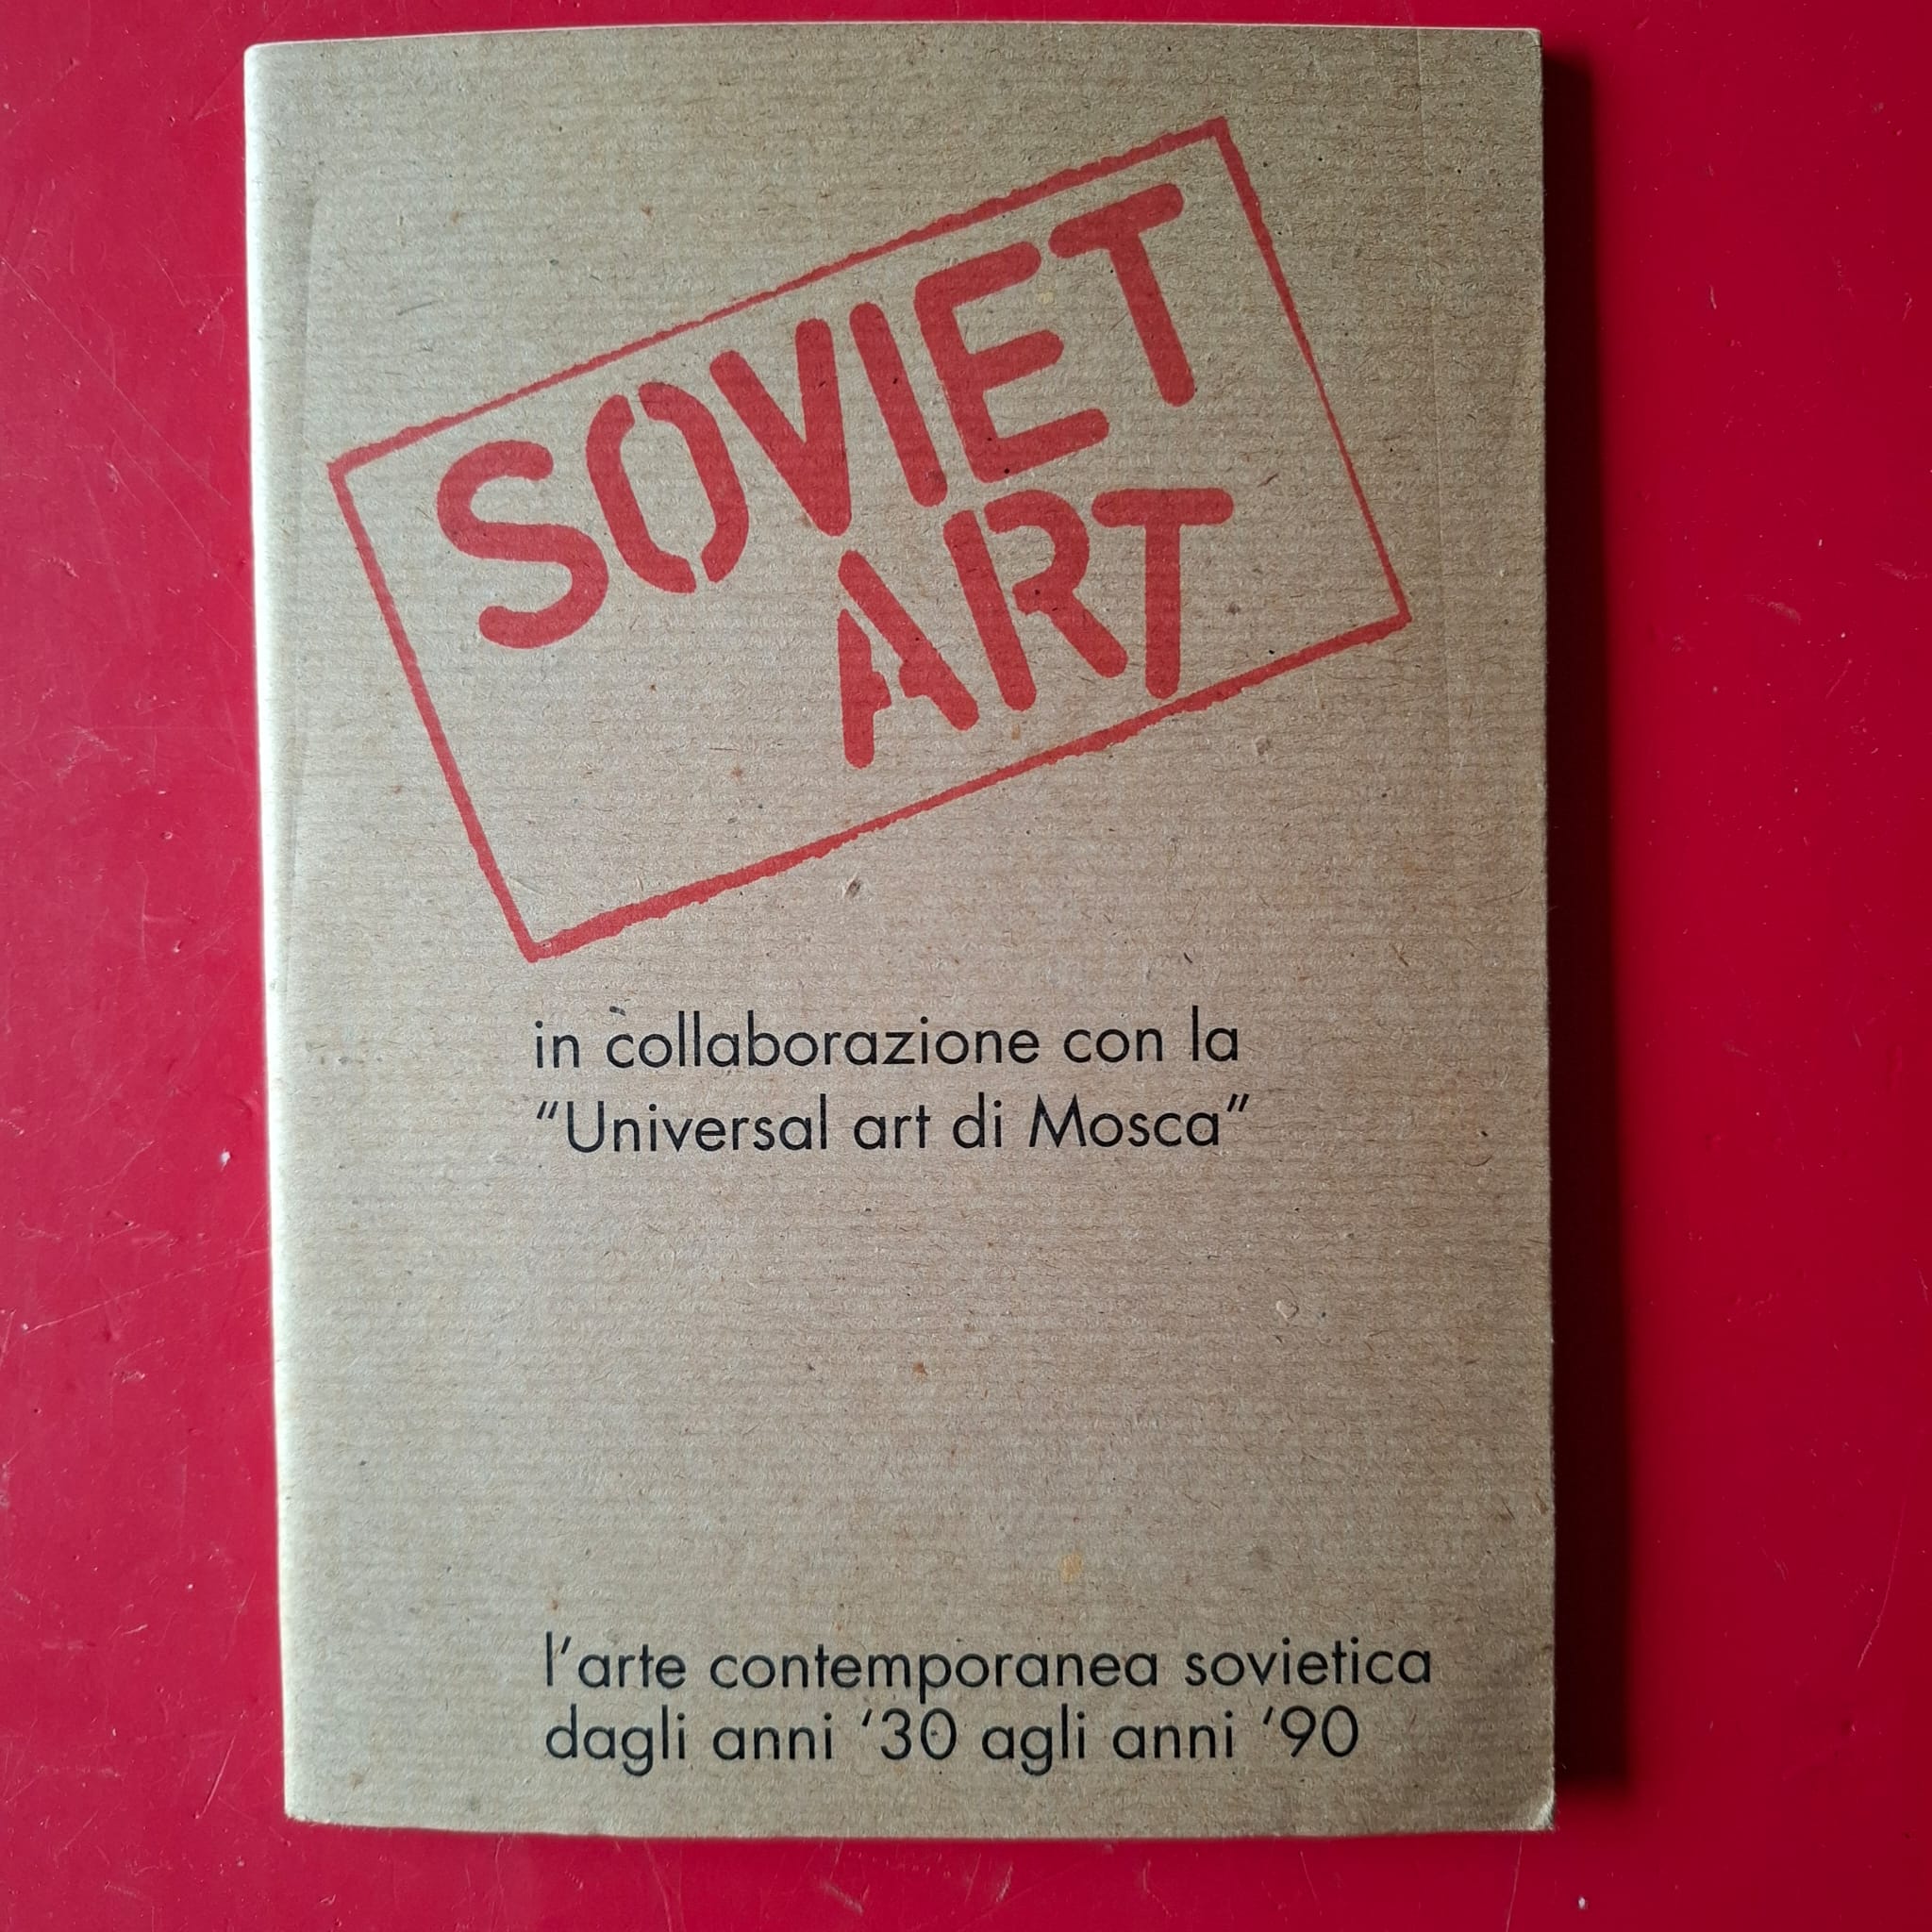 SOVIET
ART
in collaborazione con la
“Universal art di Mosca”
l’arte contemporanea sovietica
dagli anni ‘30 agli anni ‘90